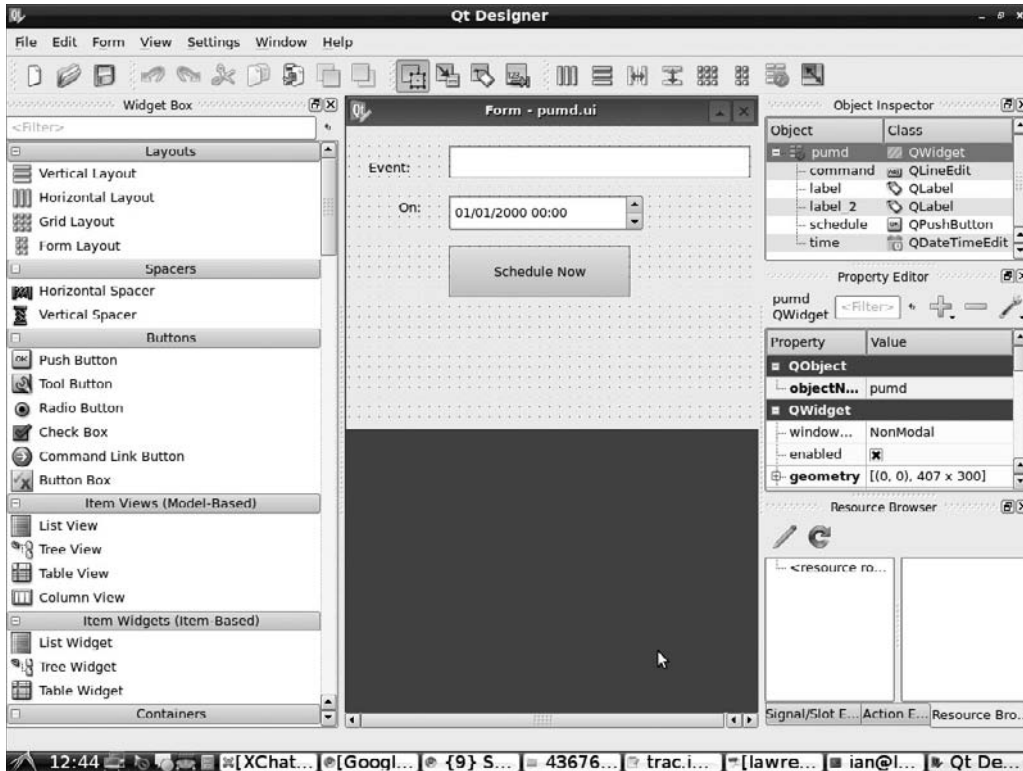 Qt Designer
File Edit Form View Settings Window Help
Widget Box
<Filter>
Layouts
Vertical Layout
Horizontal Layout
Grid Layout
Form Layout
Spacers
Horizontal Spacer
Vertical Spacer
Buttons
Push Button
Tool Button
Radio Button
Check Box
Command Link Button
Button Box
Item Views (Model-Based)
List View
Tree View
Table View
Column View
Item Widgets (Item-Based)
List Widget
Tree Widget
Table Widget
Containers
Form - pumd.ui
Event:
On: 01/01/2000 00:00
Schedule Now
Object Inspector
Object Class
pumd QWidget
command QLineEdit
label QLabel
label_2 QLabel
schedule QPushButton
time QDateTimeEdit
Property Editor
pumd
QWidget
<Filter>
Property Value
QObject
objectN... pumd
QWidget
window... NonModal
enabled
geometry [(0, 0), 407 x 300]
Resource Browser
<resource ro...
Signal/Slot E... Action E... Resource Bro...
12:44 [XChat... [Googl... {9} S... 43676... trac.i... [lawre... ian@l... Qt De...